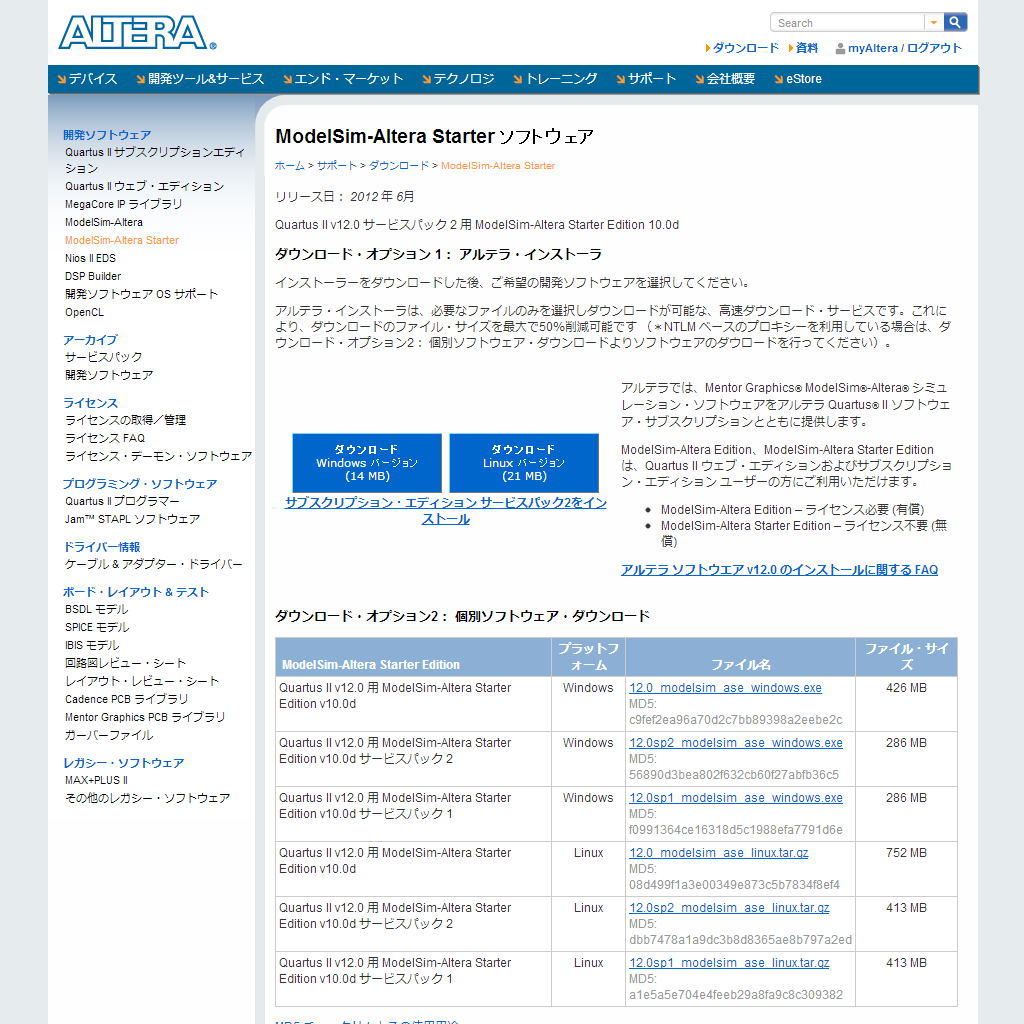 ALTERA®
Search
ダウンロード 資料 myAltera / ログアウト
デバイス 開発ツール&サービス エンド・マーケット テクノロジ トレーニング サポート 会社概要 eStore
開発ソフトウェア
Quartus II サブスクリプションエディ
ション
Quartus II ウェブ・エディション
MegaCore IP ライブラリ
ModelSim-Altera
ModelSim-Altera Starter
Nios II EDS
DSP Builder
開発ソフトウェア OS サポート
OpenCL
アーカイブ
サービスパック
開発ソフトウェア
ライセンス
ライセンスの取得／管理
ライセンス FAQ
ライセンス・デーモン・ソフトウェア
プログラミング・ソフトウェア
Quartus II プログラマー
Jam™ STAPL ソフトウェア
ドライバー情報
ケーブル & アダプター・ドライバー
ボード・レイアウト & テスト
BSDL モデル
SPICE モデル
IBIS モデル
回路図レビュー・シート
レイアウト・レビュー・シート
Cadence PCB ライブラリ
Mentor Graphics PCB ライブラリ
ガーバーファイル
レガシー・ソフトウェア
MAX+PLUS II
その他のレガシー・ソフトウェア
ModelSim-Altera Starter ソフトウェア
ホーム > サポート > ダウンロード > ModelSim-Altera Starter
リリース日： 2012 年 6月
Quartus II v12.0 サービスパック 2 用 ModelSim-Altera Starter Edition 10.0d
ダウンロード・オプション 1： アルテラ・インストーラ
インストーラーをダウンロードした後、ご希望の開発ソフトウェアを選択してください。
アルテラ・インストーラは、必要なファイルのみを選択しダウンロードが可能な、高速ダウンロード・サービスです。これに
より、ダウンロードのファイル・サイズを最大で50%削減可能です （＊NTLM ベースのプロキシーを利用している場合は、ダ
ウンロード・オプション2： 個別ソフトウェア・ダウンロードよりソフトウェアのダウロードを行ってください）。
ダウンロード
Windows バージョン
(14 MB)
ダウンロード
Linux バージョン
(21 MB)
サブスクリプション・エディション サービスパック2をイン
ストール
アルテラでは、Mentor Graphics® ModelSim®-Altera® シミュ
レーション・ソフトウェアをアルテラ Quartus® II ソフトウェ
ア・サブスクリプションとともに提供します。
ModelSim-Altera Edition、ModelSim-Altera Starter Edition
は、Quartus II ウェブ・エディションおよびサブスクリプショ
ン・エディション ユーザーの方にご利用いただけます。
• ModelSim-Altera Edition – ライセンス必要 (有償)
• ModelSim-Altera Starter Edition – ライセンス不要 (無
償)
アルテラ ソフトウエア v12.0 のインストールに関する FAQ
ダウンロード・オプション2： 個別ソフトウェア・ダウンロード
ModelSim-Altera Starter Edition プラットフォーム ファイル名 ファイル・サイズ
Quartus II v12.0 用 ModelSim-Altera Starter Windows 12.0_modelsim_ase_windows.exe 426 MB
Edition v10.0d MD5:
c9fef2ea96a70d2c7bb89398a2eebe2c
Quartus II v12.0 用 ModelSim-Altera Starter Windows 12.0sp2_modelsim_ase_windows.exe 286 MB
Edition v10.0d サービスパック 2 MD5:
56890d3bea802f632cb60f27abfb36c5
Quartus II v12.0 用 ModelSim-Altera Starter Windows 12.0sp1_modelsim_ase_windows.exe 286 MB
Edition v10.0d サービスパック 1 MD5:
f0991364ce16318d5c1988efa7791d6e
Quartus II v12.0 用 ModelSim-Altera Starter Linux 12.0_modelsim_ase_linux.tar.gz 752 MB
Edition v10.0d MD5:
08d499f1a3e00349e873c5b7834f8ef4
Quartus II v12.0 用 ModelSim-Altera Starter Linux 12.0sp2_modelsim_ase_linux.tar.gz 413 MB
Edition v10.0d サービスパック 2 MD5:
dbb7478a1a9dc3b8d8365ae8b797a2ed
Quartus II v12.0 用 ModelSim-Altera Starter Linux 12.0sp1_modelsim_ase_linux.tar.gz 413 MB
Edition v10.0d サービスパック 1 MD5:
a1e5a5e704e4feeb29a8fa9c8c309382